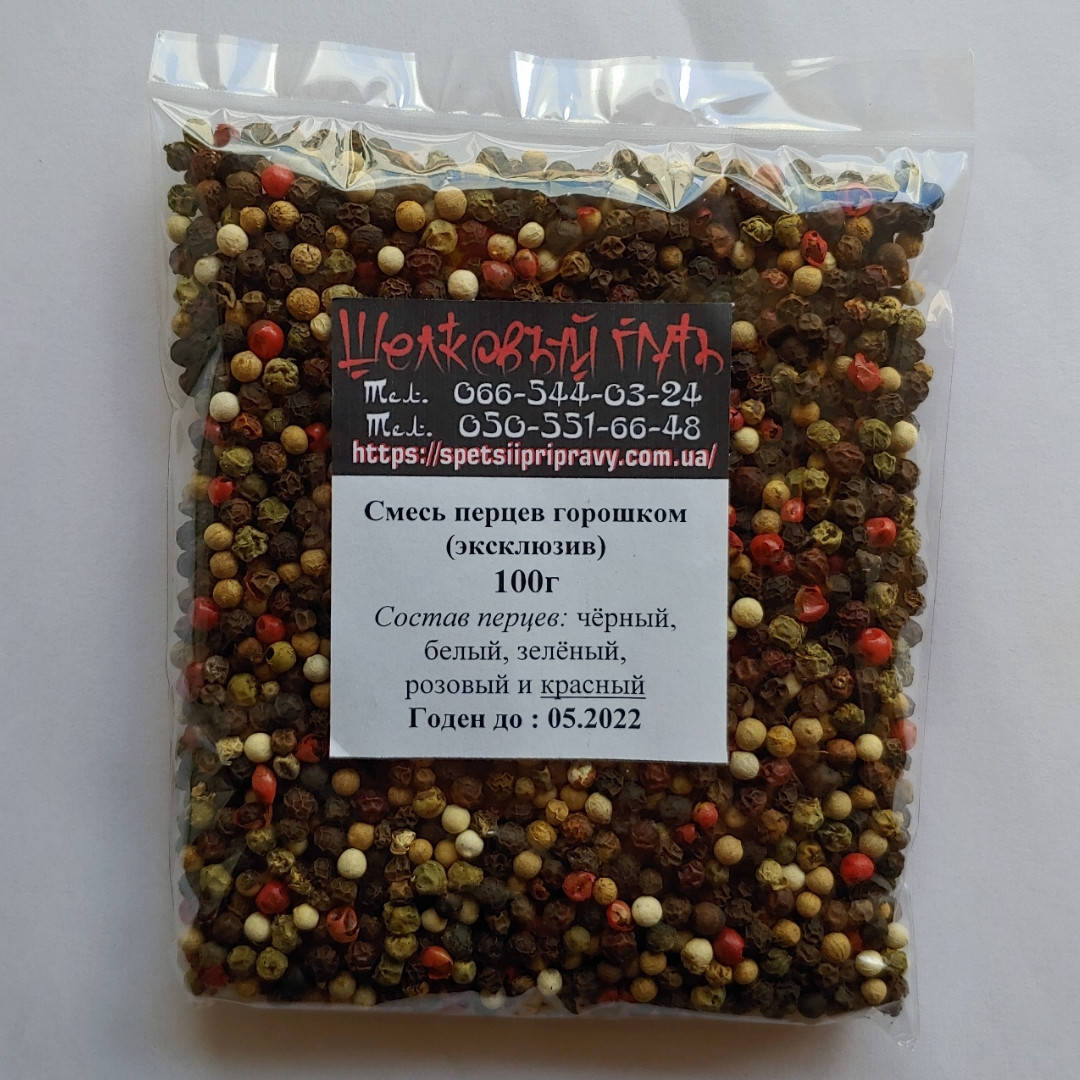 Шелковый путь
Тел. 066-544-03-24
Тел. 050-551-66-48
https://spetsiipripravy.com.ua/
Смесь перцев горошком
(эксклюзив)
100г
Состав перцев: чёрный,
белый, зелёный,
розовый и красный
Годен до : 05.2022